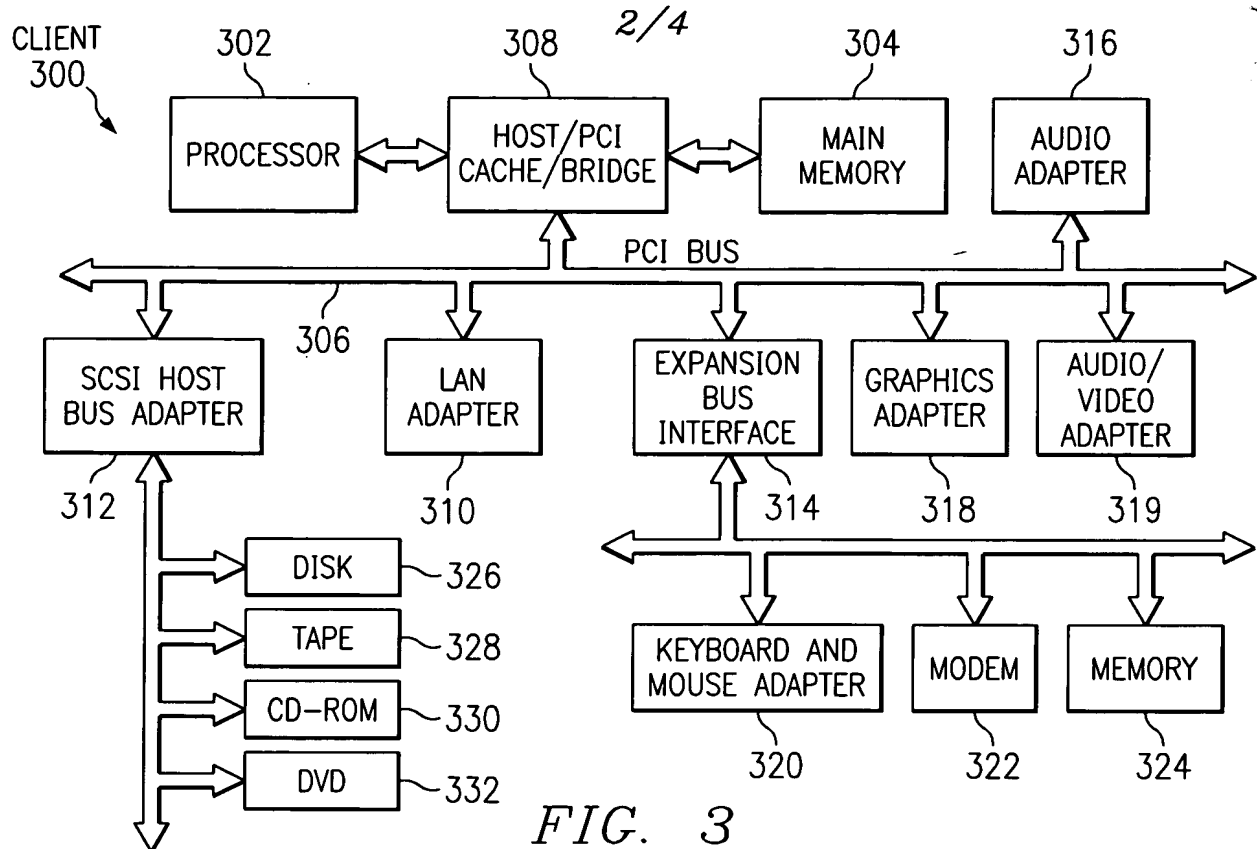 2/4
CLIENT
300
302
308
304
316
PROCESSOR
HOST/PCI
CACHE/BRIDGE
MAIN
MEMORY
AUDIO
ADAPTER
PCI BUS
306
SCSI HOST
BUS ADAPTER
LAN
ADAPTER
EXPANSION
BUS
INTERFACE
GRAPHICS
ADAPTER
AUDIO/
VIDEO
ADAPTER
312
310
314
318
319
DISK
326
TAPE
328
CD-ROM
330
DVD
332
KEYBOARD AND
MOUSE ADAPTER
MODEM
MEMORY
320
322
324
FIG. 3